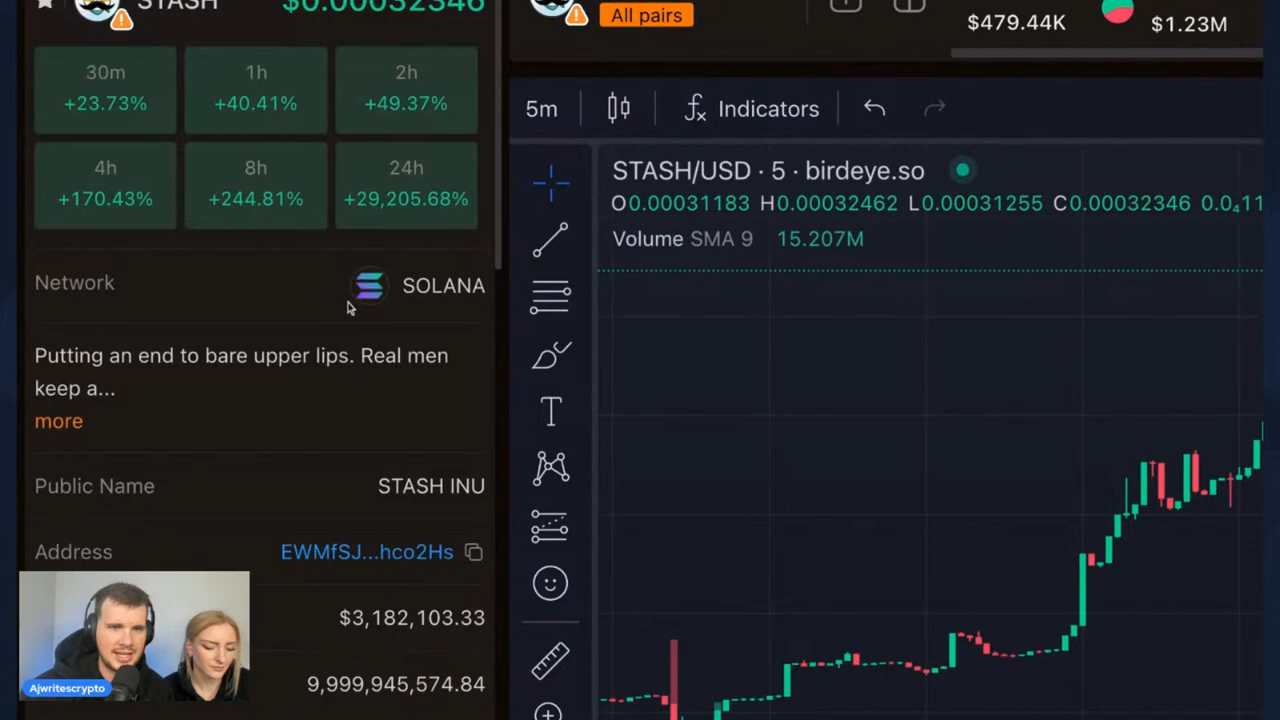 STASH
$0.00032346
30m
1h
2h
+23.73%
+40.41%
+49.37%
4h
8h
24h
+170.43%
+244.81%
+29,205.68%
Network
SOLANA
Putting an end to bare upper lips. Real men
keep a...
more
Public Name
STASH INU
Address
EWMfSJ...hco2Hs
$3,182,103.33
9,999,945,574.84
Ajwritescrypto
All pairs
$479.44K
$1.23M
5m
Indicators
STASH/USD · 5 · birdeye.so
O0.00031183 H0.00032462 L0.00031255 C0.00032346 0.0₄11
Volume SMA 9 15.207M